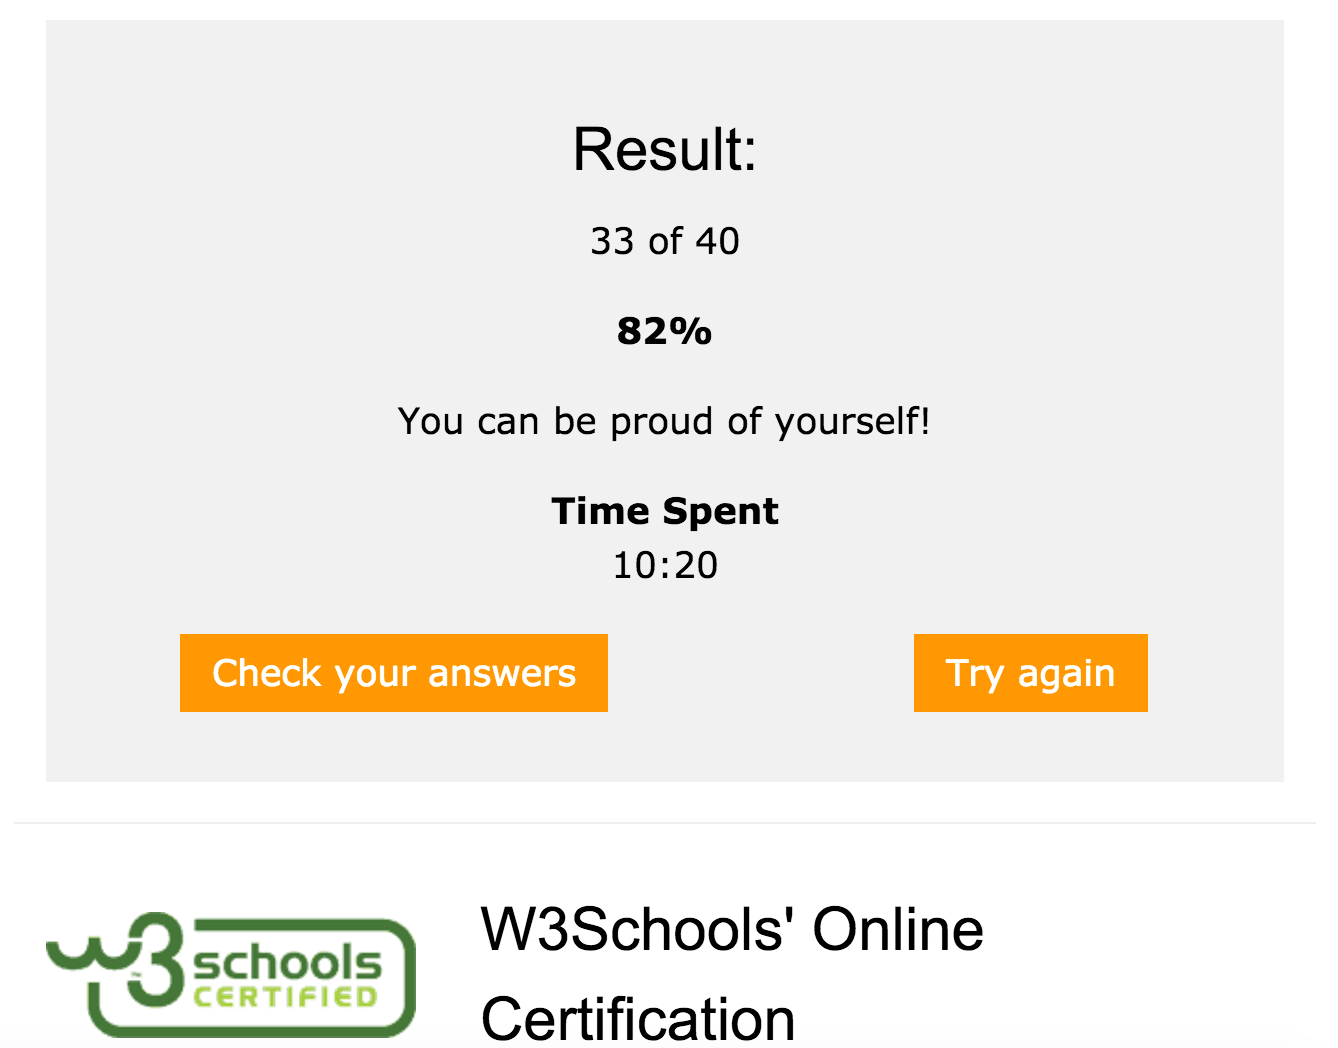 Result:
33 of 40
82%
You can be proud of yourself!
Time Spent
10:20
Check your answers
Try again
w3schools
CERTIFIED
W3Schools' Online
Certification